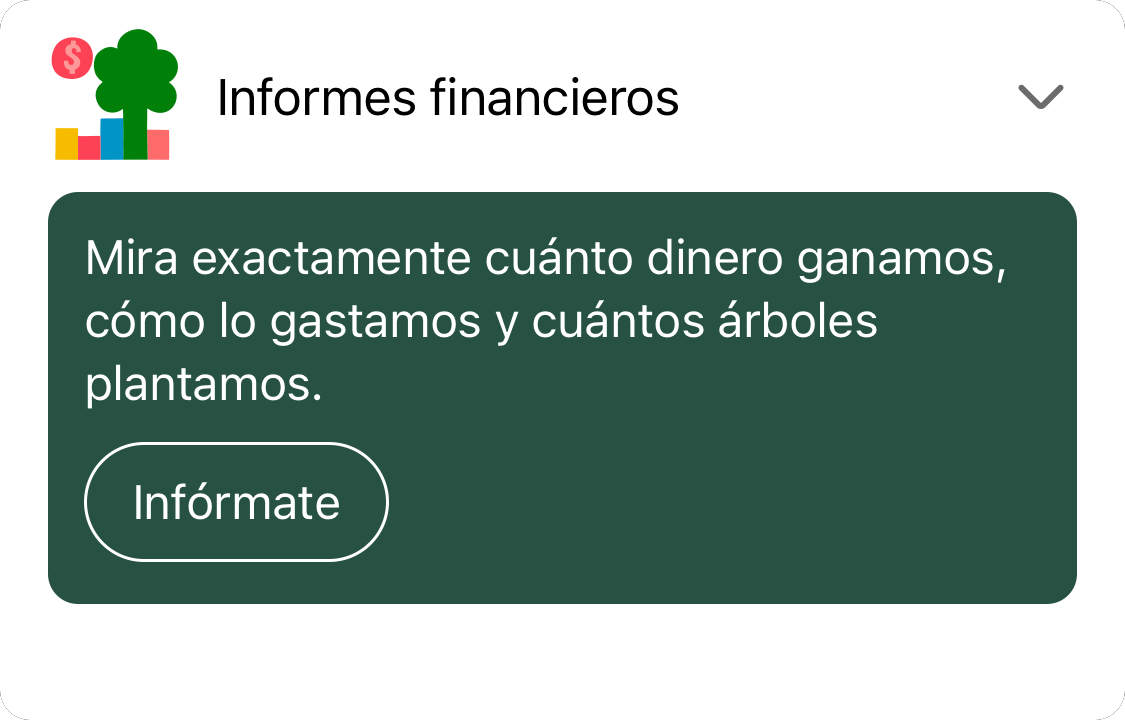 Informes financieros
Mira exactamente cuánto dinero ganamos,
cómo lo gastamos y cuántos árboles
plantamos.
Infórmate